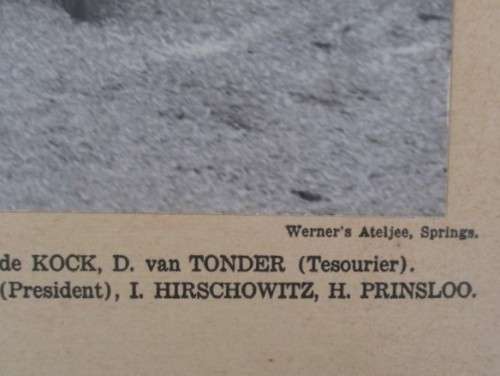 Werner's Ateljee, Springs.
de KOCK, D. van TONDER (Tesourier).
(President), I. HIRSCHOWITZ, H. PRINSLOO.